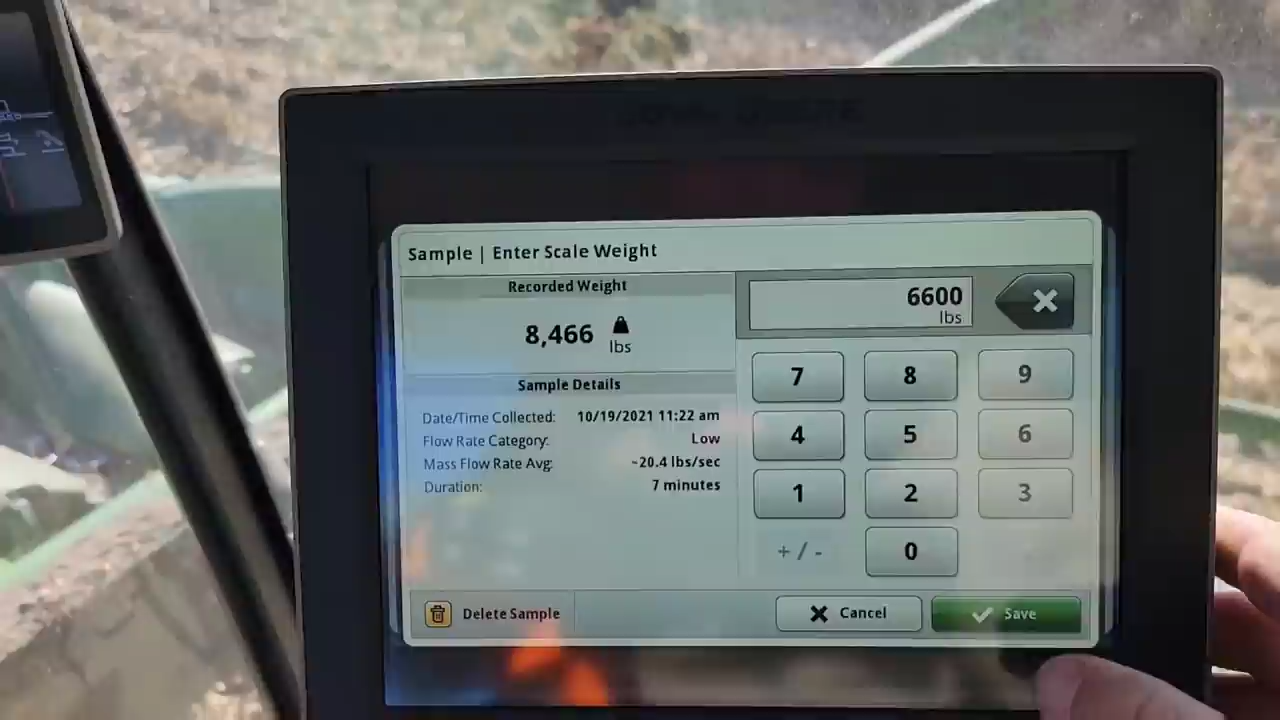 JOHN DEERE
Sample | Enter Scale Weight
Recorded Weight
8,466 lbs
6600
lbs
Sample Details
Date/Time Collected: 10/19/2021 11:22 am
Flow Rate Category: Low
Mass Flow Rate Avg: ~20.4 lbs/sec
Duration: 7 minutes
7 8 9
4 5 6
1 2 3
+ / - 0
Delete Sample
Cancel
Save